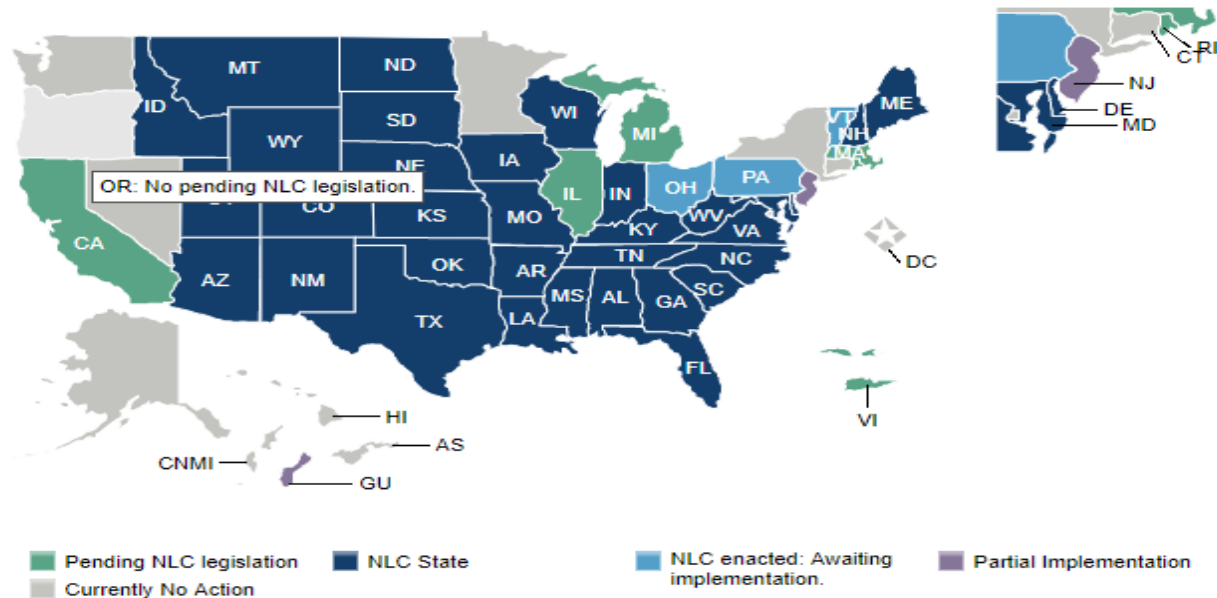 MT
ND
ID
SD
WY
WI
MI
ME
VT
NH
MA
NE
IA
PA
OH
IL
IN
OR: No pending NLC legislation.
CO
KS
MO
WV
VA
KY
CA
TN
NC
OK
AR
SC
AZ
NM
MS
AL
GA
TX
LA
FL
RI
CT
NJ
DE
MD
DC
VI
HI
AS
CNMI
GU
Pending NLC legislation
NLC State
NLC enacted: Awaiting
implementation.
Partial Implementation
Currently No Action